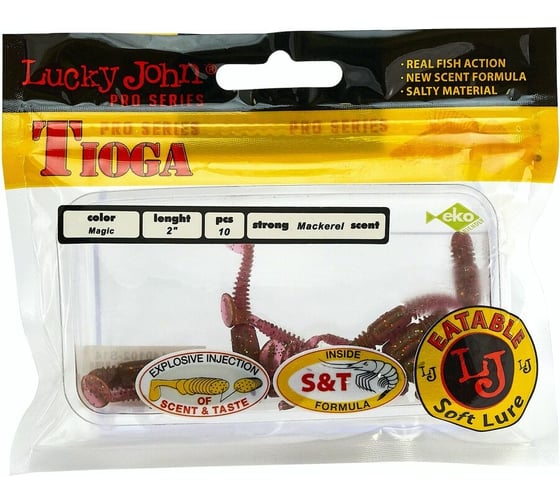 Lucky John®
PRO SERIES
· REAL FISH ACTION
· NEW SCENT FORMULA
· SALTY MATERIAL
PRO SERIES
PRO SERIES
TIOGA
color
Magic
lenght
2"
pcs
10
strong Mackerel scent
eko
EXPLOSIVE INJECTION
OF
SCENT & TASTE
INSIDE
S&T
FORMULA
EATABLE
LJ
LJ
LJ
Soft Lure